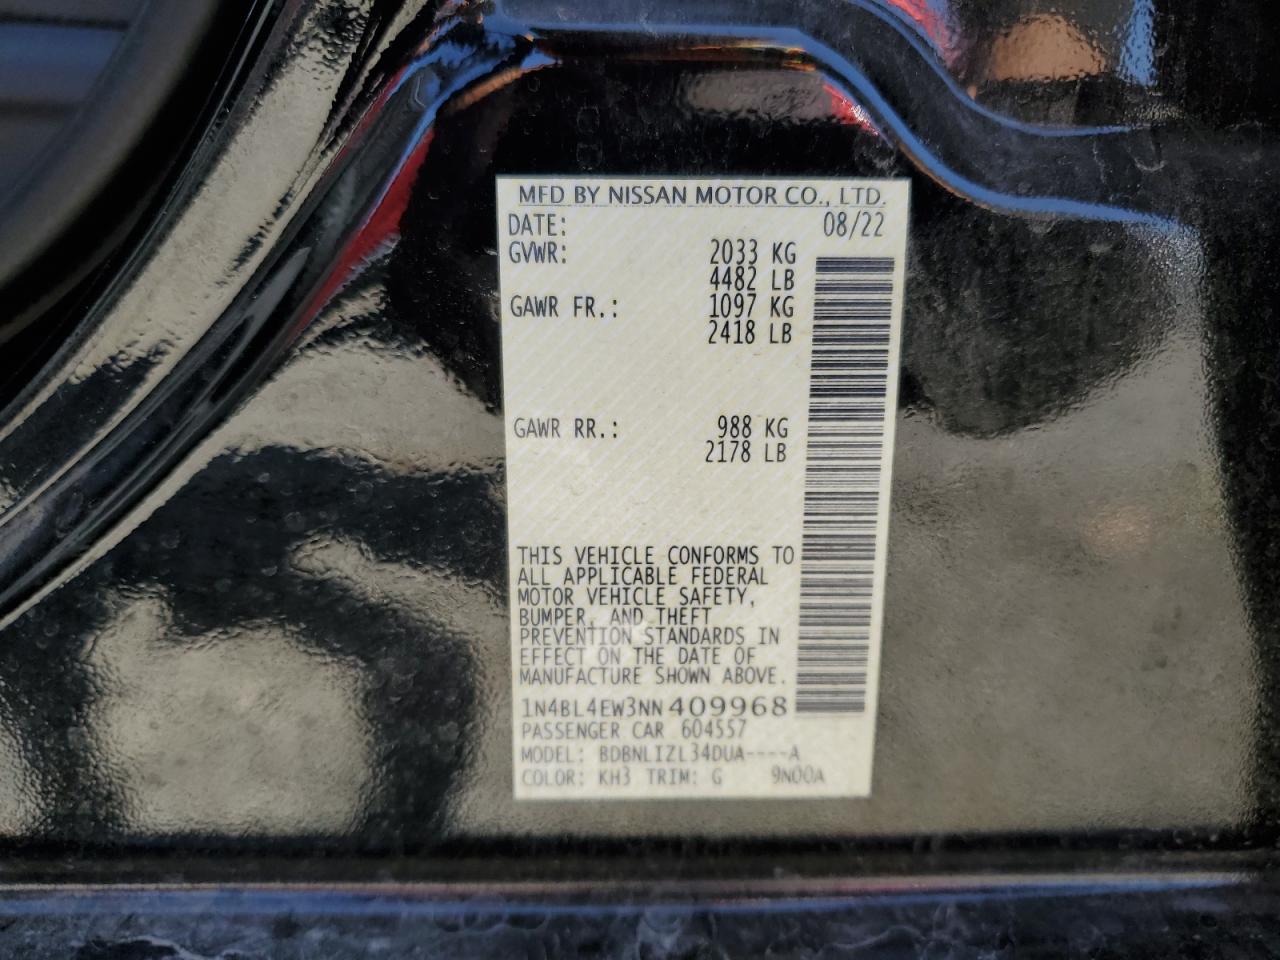 MFD BY NISSAN MOTOR CO., LTD.
DATE: 08/22
GVWR: 2033 KG
4482 LB
GAWR FR.: 1097 KG
2418 LB
GAWR RR.: 988 KG
2178 LB
THIS VEHICLE CONFORMS TO
ALL APPLICABLE FEDERAL
MOTOR VEHICLE SAFETY,
BUMPER, AND THEFT
PREVENTION STANDARDS IN
EFFECT ON THE DATE OF
MANUFACTURE SHOWN ABOVE.
1N4BL4EW3NN409968
PASSENGER CAR 604557
MODEL: BDBNLIZL34DUA----A
COLOR: KH3 TRIM: G 9N00A